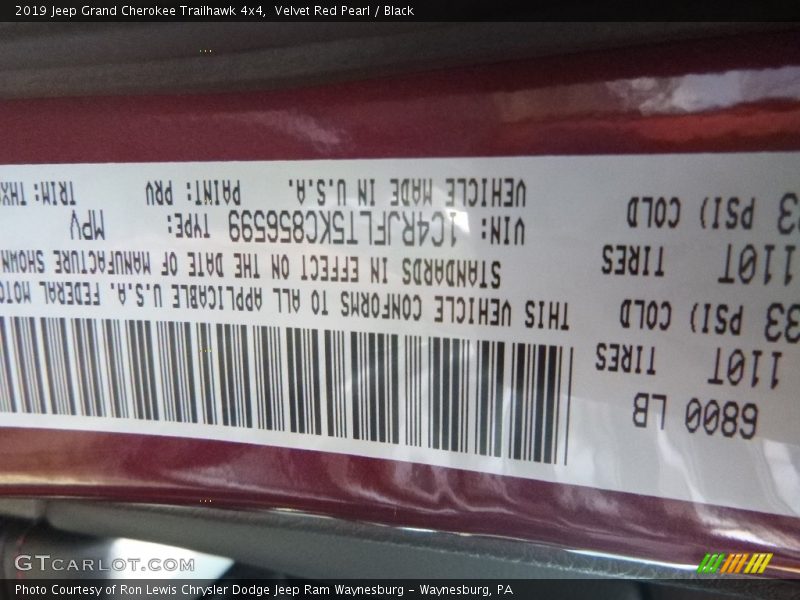 2019 Jeep Grand Cherokee Trailhawk 4x4, Velvet Red Pearl / Black
6800 LB
110T TIRES
33 PSI) COLD
110T TIRES
33 PSI) COLD
THIS VEHICLE CONFORMS TO ALL APPLICABLE U.S.A. FEDERAL
STANDARDS IN EFFECT ON THE DATE OF MANUFACTURE SHOWN
VIN: 1C4RJFLT5KC856599 TYPE: MPV
VEHICLE MADE IN U.S.A. PAINT: PRV TRIM:
GTCARLOT.COM
Photo Courtesy of Ron Lewis Chrysler Dodge Jeep Ram Waynesburg - Waynesburg, PA